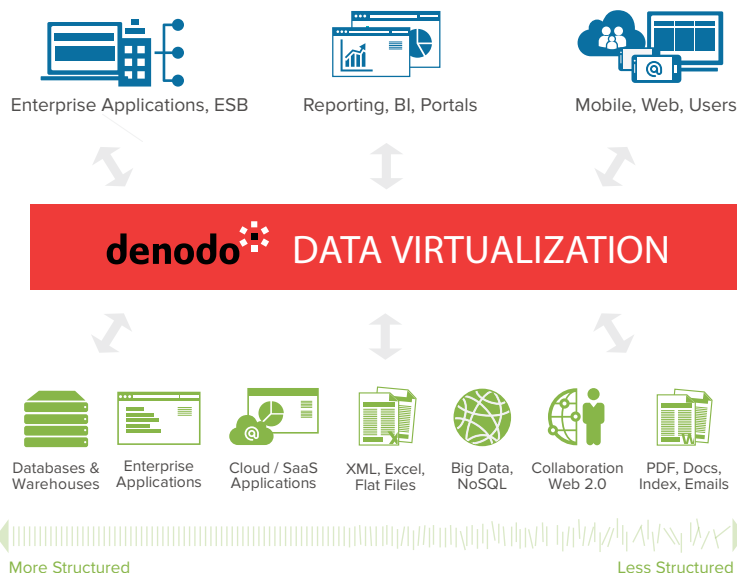 Enterprise Applications, ESB
Reporting, BI, Portals
@
Mobile, Web, Users
denodo DATA VIRTUALIZATION
@
X
W
Databases &
Warehouses
Enterprise
Applications
Cloud / SaaS
Applications
XML, Excel,
Flat Files
Big Data,
NoSQL
Collaboration
Web 2.0
PDF, Docs,
Index, Emails
More Structured
Less Structured